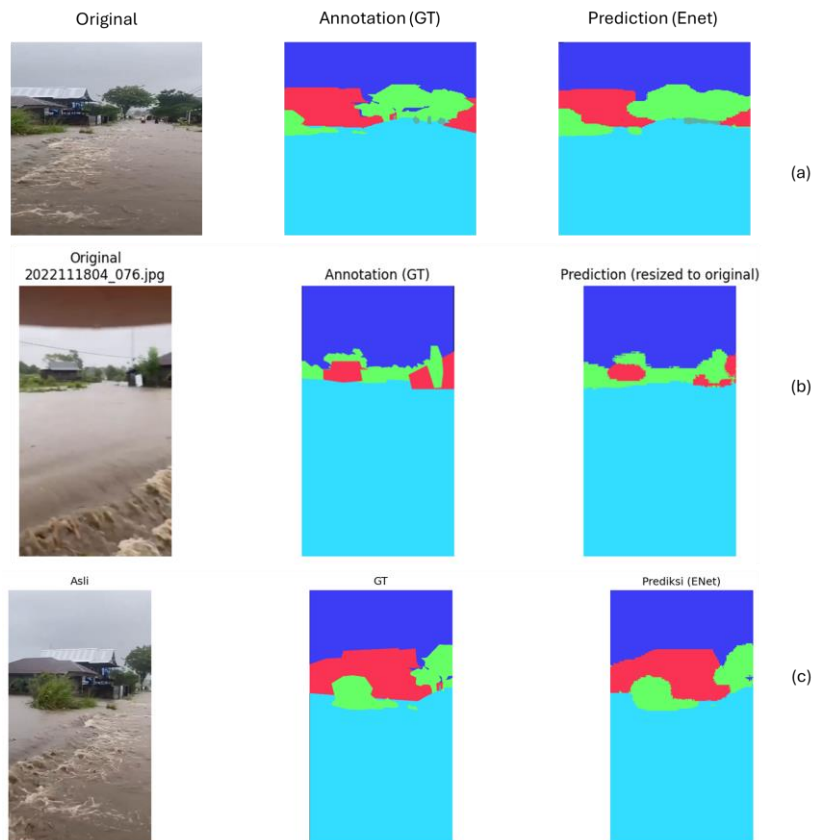 Original
Annotation (GT)
Prediction (Enet)
(a)
Original
2022111804_076.jpg
Annotation (GT)
Prediction (resized to original)
(b)
Asli
GT
Prediksi (ENet)
(c)